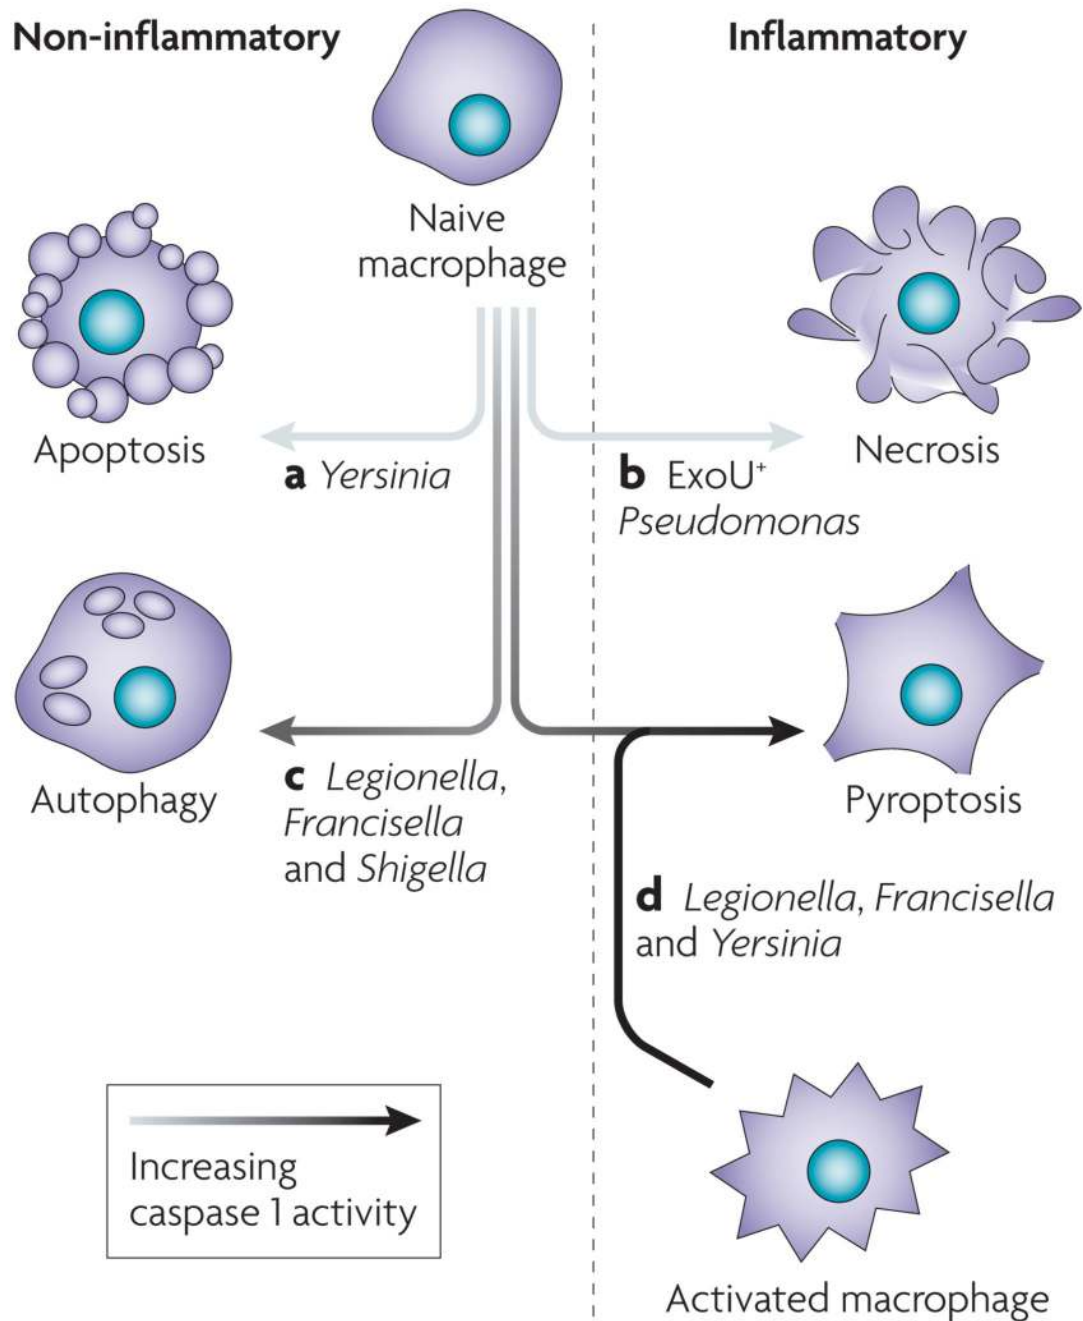 Non-inflammatory
Inflammatory
Naive
macrophage
Apoptosis
Necrosis
a Yersinia
b ExoU⁺
Pseudomonas
Autophagy
Pyroptosis
c Legionella,
Francisella
and Shigella
d Legionella, Francisella
and Yersinia
Increasing
caspase 1 activity
Activated macrophage